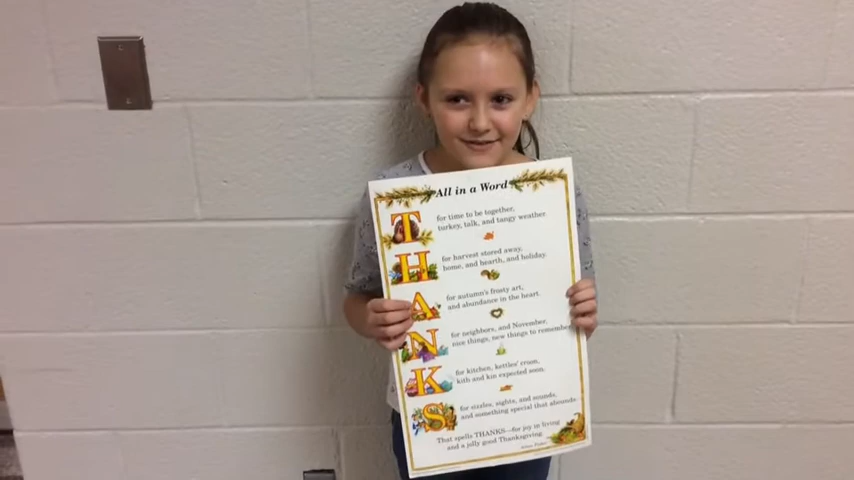 All in a Word
T for time to be together,
turkey, talk, and tangy weather.
H for harvest stored away,
home, and hearth, and holiday.
A for autumn's frosty art,
and abundance in the heart.
N for neighbors, and November,
nice things, new things to remember.
K for kitchen, kettles' croon,
kith and kin expected soon.
S for sizzles, sights, and sounds,
and something special that abounds.
That spells THANKS—for joy in living
and a jolly good Thanksgiving.
Aileen Fisher